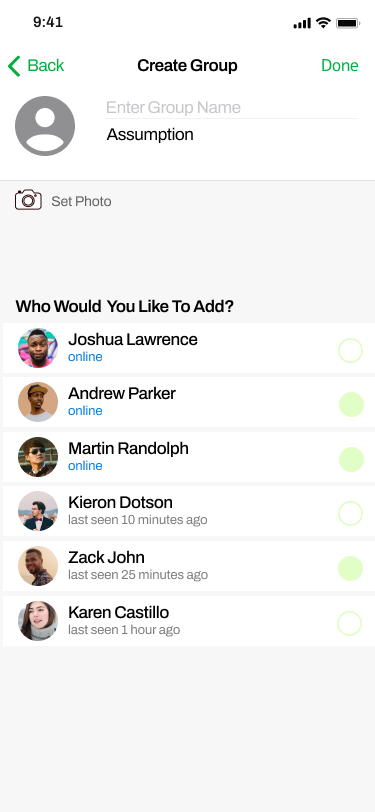 9:41
Back
Create Group
Done
Enter Group Name
Assumption
Set Photo
Who Would You Like To Add?
Joshua Lawrence
online
Andrew Parker
online
Martin Randolph
online
Kieron Dotson
last seen 10 minutes ago
Zack John
last seen 25 minutes ago
Karen Castillo
last seen 1 hour ago